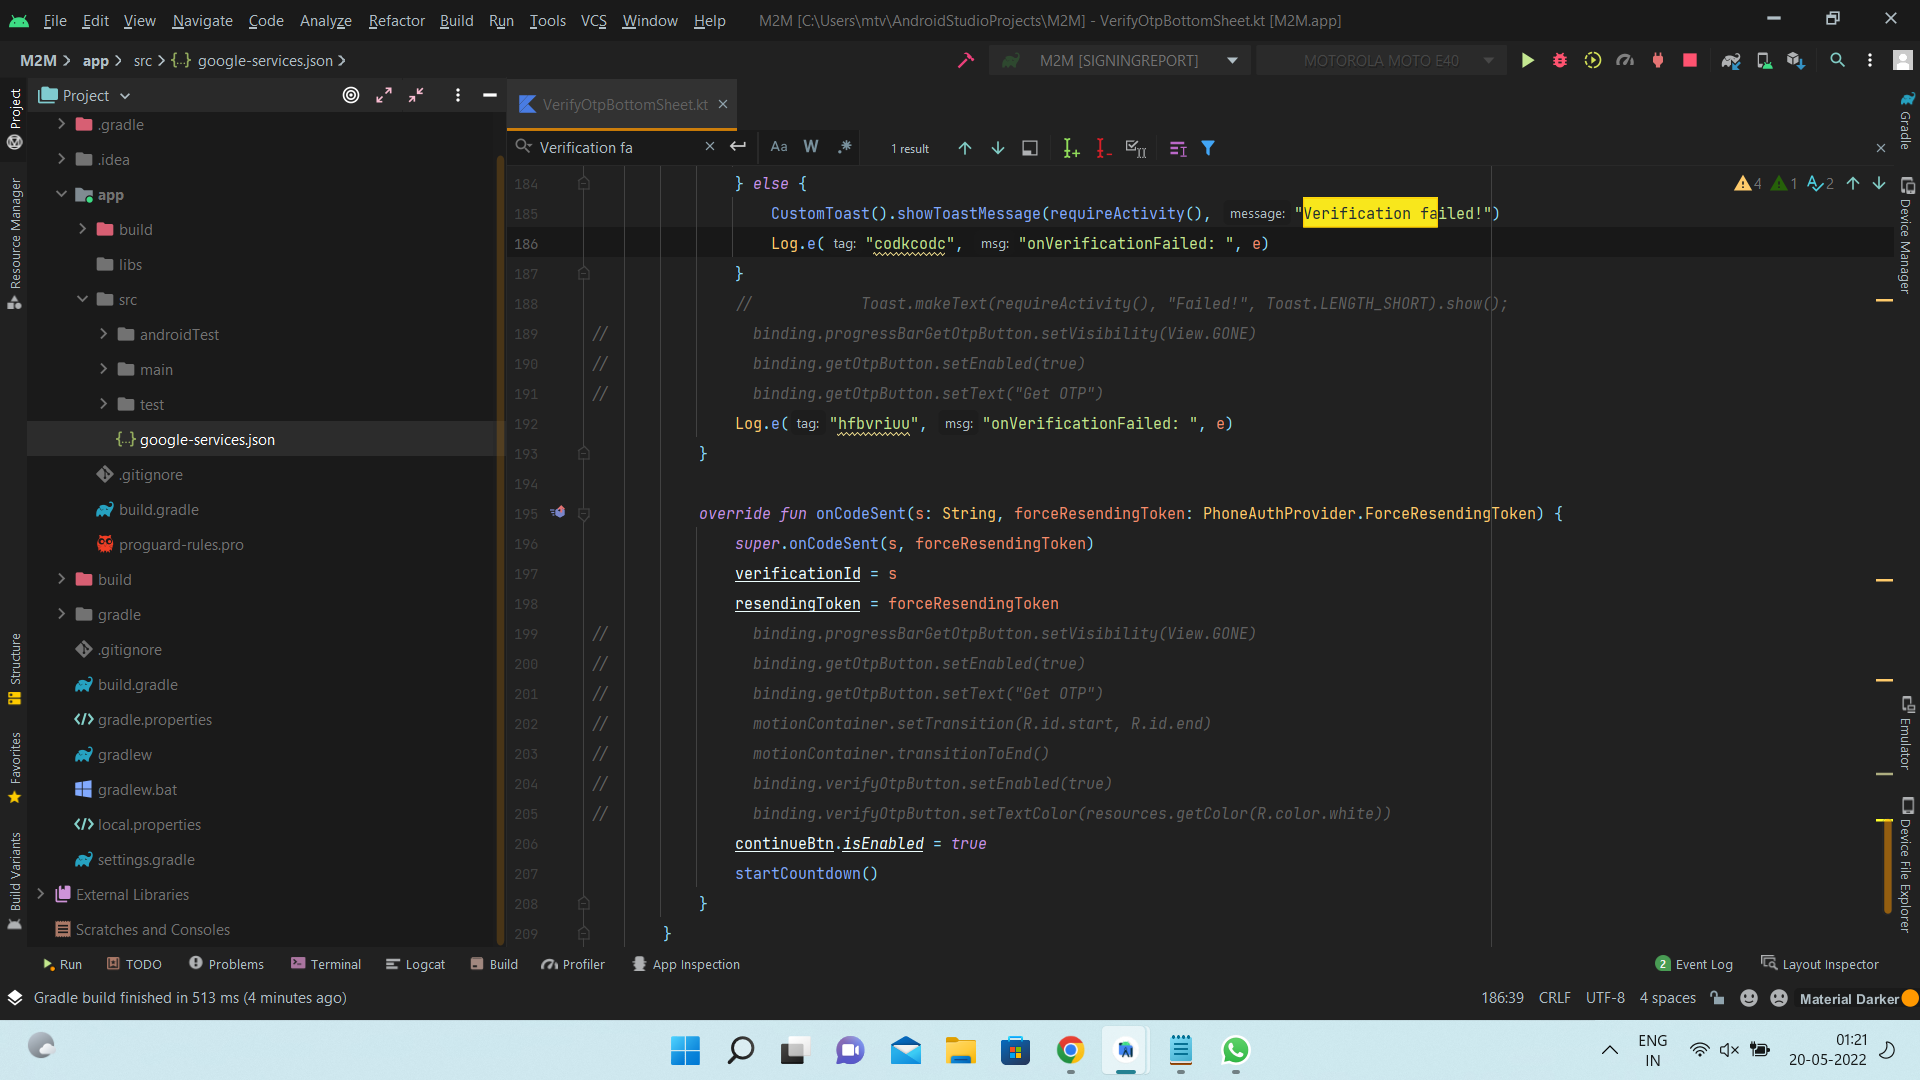 File Edit View Navigate Code Analyze Refactor Build Run Tools VCS Window Help M2M [C:\Users\mtv\AndroidStudioProjects\M2M] - VerifyOtpBottomSheet.kt [M2M.app]
M2M app src {..} google-services.json M2M [SIGNINGREPORT] MOTOROLA MOTO E40
Project
VerifyOtpBottomSheet.kt
Verification fa Aa W .* 1 result
.gradle
.idea
app
build
libs
src
androidTest
main
test
{..} google-services.json
.gitignore
build.gradle
proguard-rules.pro
build
gradle
.gitignore
build.gradle
</> gradle.properties
gradlew
gradlew.bat
</> local.properties
settings.gradle
External Libraries
Scratches and Consoles
Project
Resource Manager
Structure
Favorites
Build Variants
4 1 2
184 } else {
185 CustomToast().showToastMessage(requireActivity(), message: "Verification failed!")
186 Log.e( tag: "codkcodc", msg: "onVerificationFailed: ", e)
187 }
188 // Toast.makeText(requireActivity(), "Failed!", Toast.LENGTH_SHORT).show();
189 // binding.progressBarGetOtpButton.setVisibility(View.GONE)
190 // binding.getOtpButton.setEnabled(true)
191 // binding.getOtpButton.setText("Get OTP")
192 Log.e( tag: "hfbvriuu", msg: "onVerificationFailed: ", e)
193 }
194
195 override fun onCodeSent(s: String, forceResendingToken: PhoneAuthProvider.ForceResendingToken) {
196 super.onCodeSent(s, forceResendingToken)
197 verificationId = s
198 resendingToken = forceResendingToken
199 // binding.progressBarGetOtpButton.setVisibility(View.GONE)
200 // binding.getOtpButton.setEnabled(true)
201 // binding.getOtpButton.setText("Get OTP")
202 // motionContainer.setTransition(R.id.start, R.id.end)
203 // motionContainer.transitionToEnd()
204 // binding.verifyOtpButton.setEnabled(true)
205 // binding.verifyOtpButton.setTextColor(resources.getColor(R.color.white))
206 continueBtn.isEnabled = true
207 startCountdown()
208 }
209 }
Gradle
Device Manager
Emulator
Device File Explorer
Run TODO Problems Terminal Logcat Build Profiler App Inspection 2 Event Log Layout Inspector
Gradle build finished in 513 ms (4 minutes ago) 186:39 CRLF UTF-8 4 spaces Material Darker
ENG 01:21
IN 20-05-2022